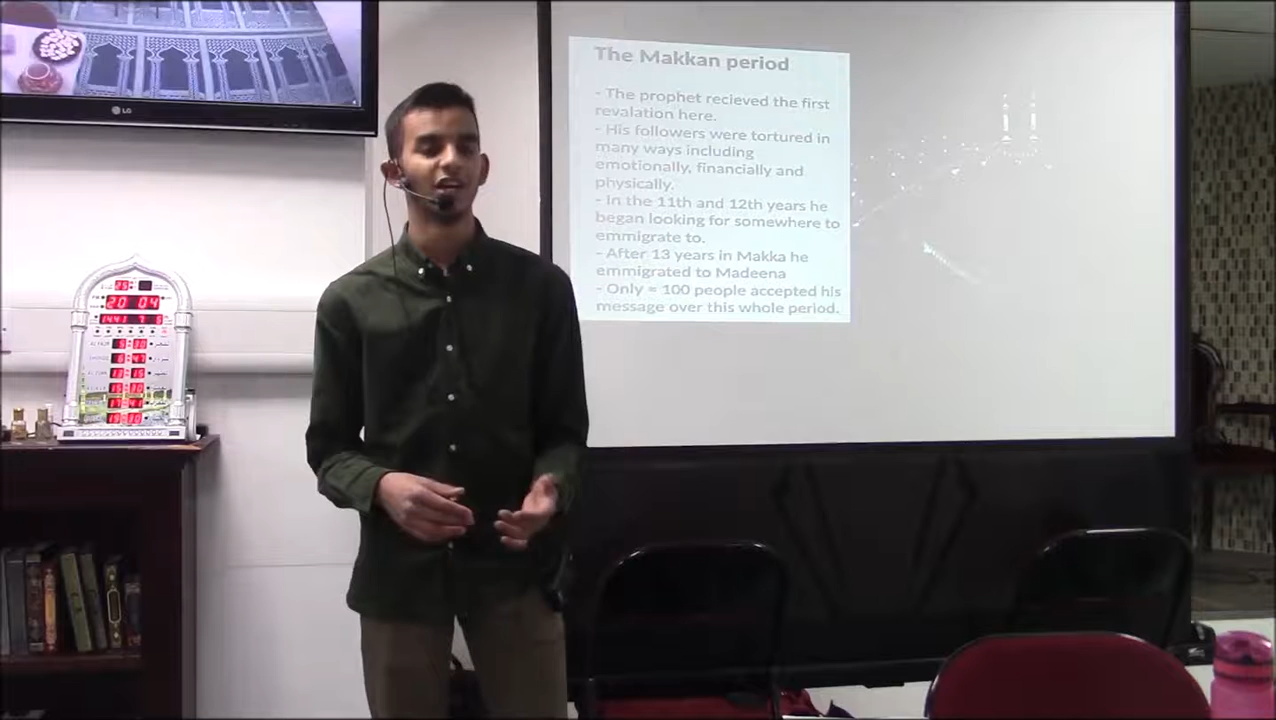 LG
The Makkan period
- The prophet recieved the first
revalation here.
- His followers were tortured in
many ways including
emotionally, financially and
physically.
- In the 11th and 12th years he
began looking for somewhere to
emmigrate to.
- After 13 years in Makka he
emmigrated to Madeena
- Only ≈ 100 people accepted his
message over this whole period.
20 04